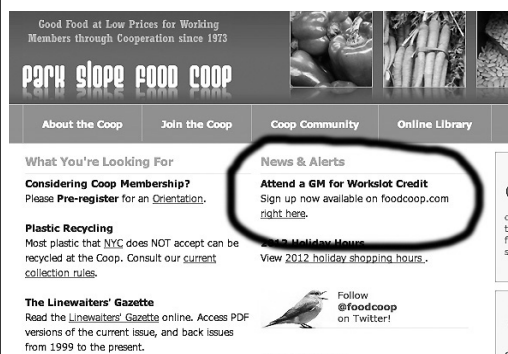 Good Food at Low Prices for Working
Members through Cooperation since 1973
PARK SLOPE FOOD COOP
About the Coop
Join the Coop
Coop Community
Online Library
What You're Looking For
Considering Coop Membership?
Please Pre-register for an Orientation.
Plastic Recycling
Most plastic that NYC does NOT accept can be
recycled at the Coop. Consult our current
collection rules.
The Linewaiters' Gazette
Read the Linewaiters' Gazette online. Access PDF
versions of the current issue, and back issues
from 1999 to the present.
News & Alerts
Attend a GM for Workslot Credit
Sign up now available on foodcoop.com
right here.
2012 Holiday Hours
View 2012 holiday shopping hours .
Follow
@foodcoop
on Twitter!